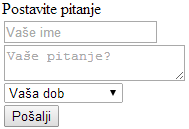 Postavite pitanje
Vaše ime
Vaše pitanje?
Vaša dob
Pošalji